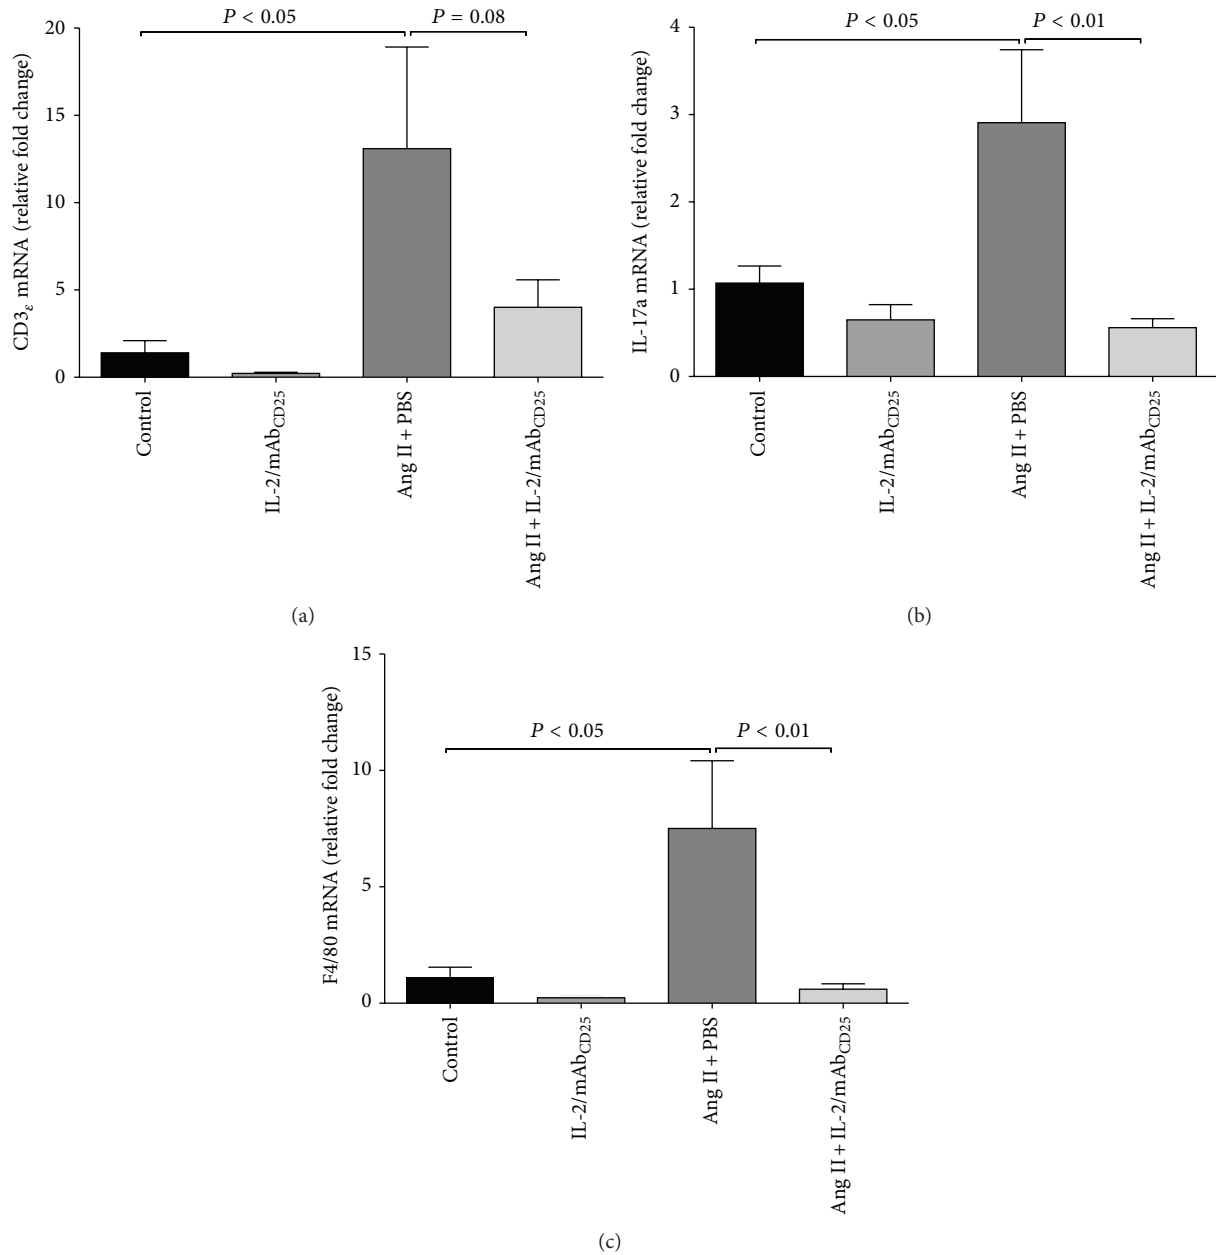 P < 0.05
P = 0.08
20
15
10
5
0
CD3ε mRNA (relative fold change)
Control
IL-2/mAbCD25
Ang II + PBS
Ang II + IL-2/mAbCD25
(a)
P < 0.05
P < 0.01
4
3
2
1
0
IL-17a mRNA (relative fold change)
Control
IL-2/mAbCD25
Ang II + PBS
Ang II + IL-2/mAbCD25
(b)
15
10
5
0
P < 0.05
P < 0.01
F4/80 mRNA (relative fold change)
Control
IL-2/mAbCD25
Ang II + PBS
Ang II + IL-2/mAbCD25
(c)